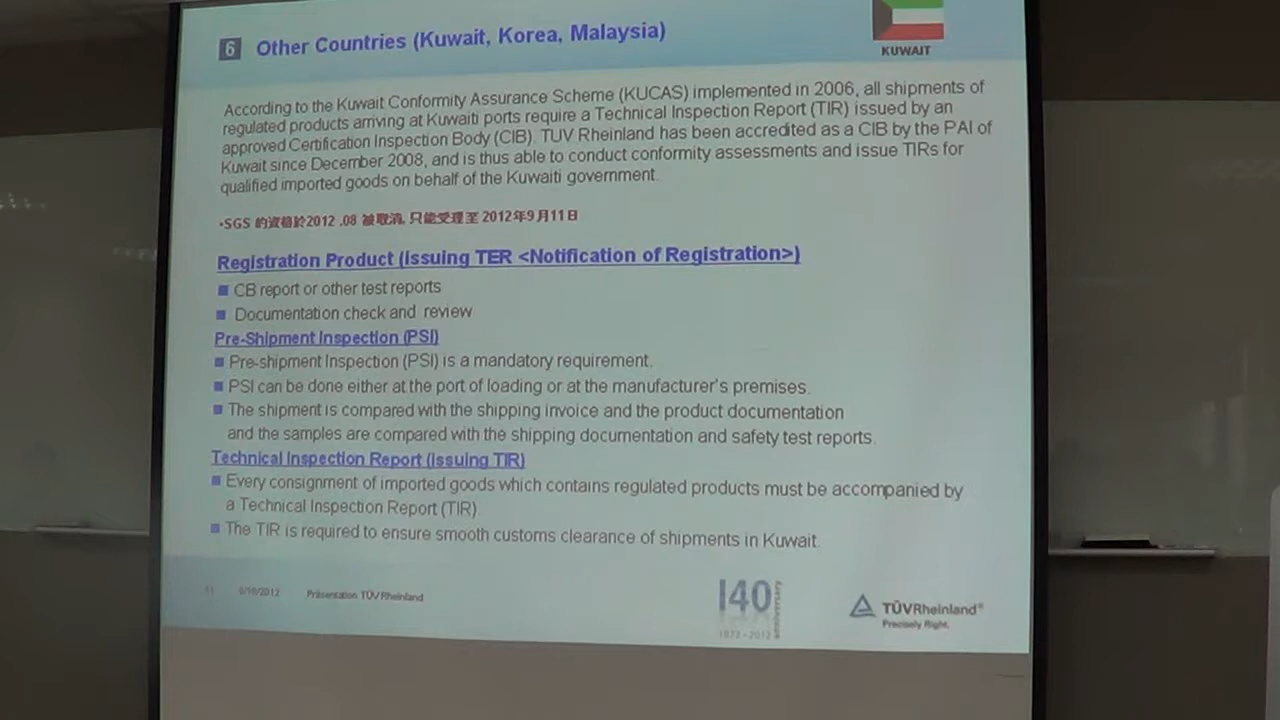 6 Other Countries (Kuwait, Korea, Malaysia)
KUWAIT
According to the Kuwait Conformity Assurance Scheme (KUCAS) implemented in 2006, all shipments of
regulated products arriving at Kuwaiti ports require a Technical Inspection Report (TIR) issued by an
approved Certification Inspection Body (CIB). TUV Rheinland has been accredited as a CIB by the PAI of
Kuwait since December 2008, and is thus able to conduct conformity assessments and issue TIRs for
qualified imported goods on behalf of the Kuwaiti government.
•SGS 的資格於2012 .08 被取消, 只能受理至 2012年9月11日
Registration Product (Issuing TER <Notification of Registration>)
CB report or other test reports
Documentation check and review
Pre-Shipment Inspection (PSI)
Pre-shipment Inspection (PSI) is a mandatory requirement.
PSI can be done either at the port of loading or at the manufacturer's premises.
The shipment is compared with the shipping invoice and the product documentation
and the samples are compared with the shipping documentation and safety test reports.
Technical Inspection Report (Issuing TIR)
Every consignment of imported goods which contains regulated products must be accompanied by
a Technical Inspection Report (TIR)
The TIR is required to ensure smooth customs clearance of shipments in Kuwait.
11 Präsentation TÜV Rheinland
140 anniversary
1872 - 2012
TÜVRheinland®
Precisely Right.